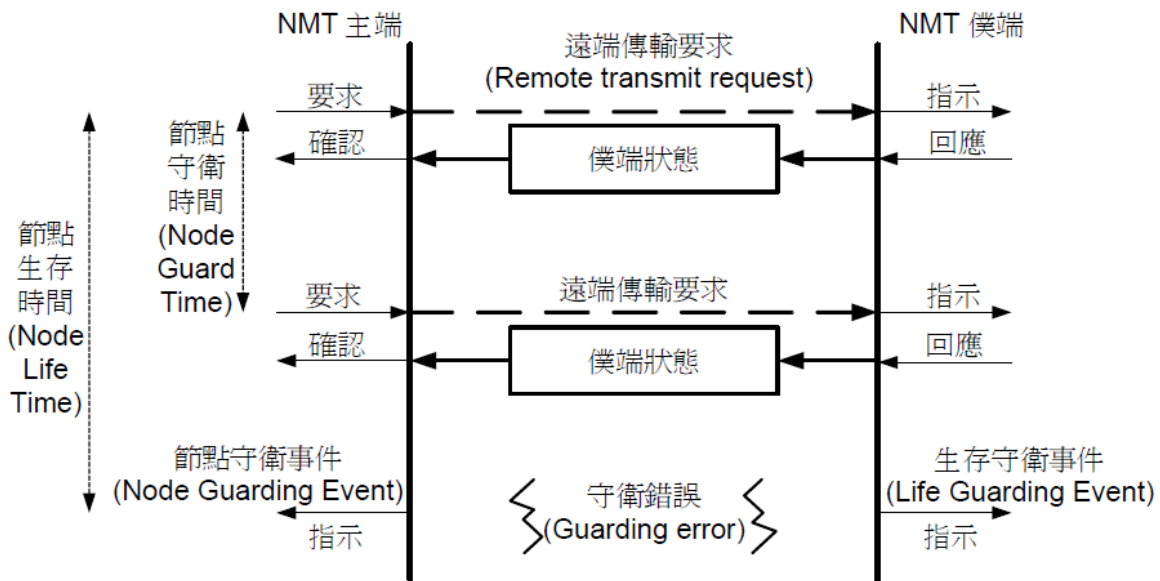 NMT 主端
NMT 僕端
遠端傳輸要求
(Remote transmit request)
要求
指示
確認
僕端狀態
回應
節點
守衛
時間
(Node
Guard
Time)
節點
生存
時間
(Node
Life
Time)
要求
遠端傳輸要求
指示
確認
僕端狀態
回應
節點守衛事件
(Node Guarding Event)
指示
守衛錯誤
(Guarding error)
生存守衛事件
(Life Guarding Event)
指示